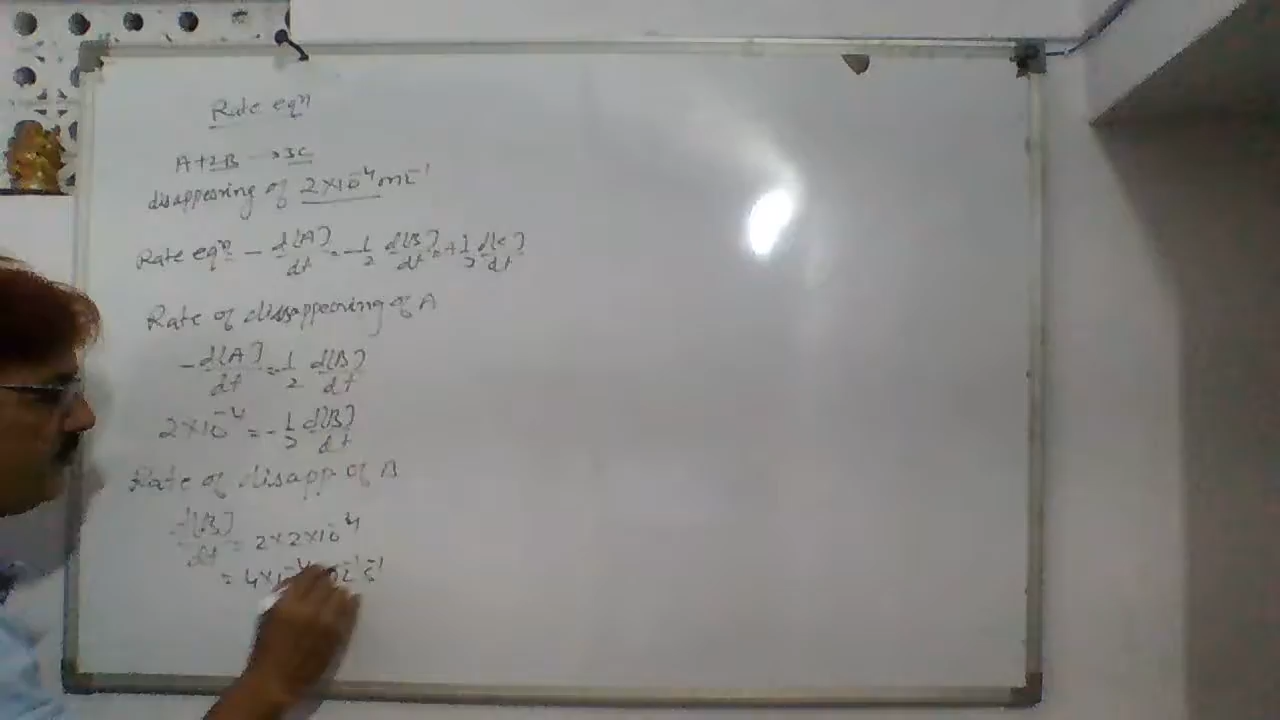 Rate eqn
A+2B → 3C
disappearing of 2×10⁻⁴ mL⁻¹
Rate eqn = - d[A]/dt = -1/2 d[B]/dt = +1/3 d[C]/dt
Rate of dissappearing of A
- d[A]/dt = -1/2 d[B]/dt
2×10⁻⁴ = -1/2 d[B]/dt
Rate of disapp of B
- d[B]/dt = 2×2×10⁻⁴
= 4×